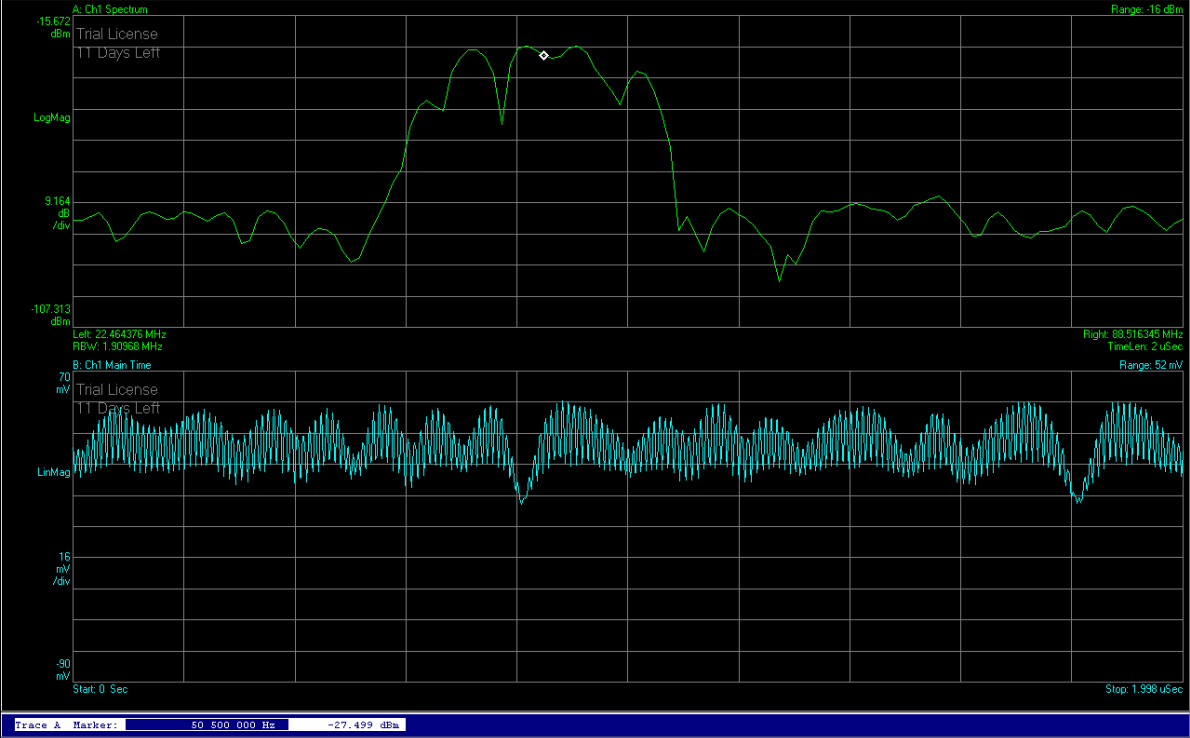 A: Ch1 Spectrum
Range: -16 dBm
-15.672
dBm
Trial License
11 Days Left
LogMag
9.164
dB
/div
-107.313
dBm
Left: 22.464376 MHz
Right: 88.516345 MHz
RBW: 1.90968 MHz
TimeLen: 2 uSec
B: Ch1 Main Time
Range: 52 mV
70
mV
Trial License
11 Days Left
LinMag
16
mV
/div
-90
mV
Start: 0 Sec
Stop: 1.998 uSec
Trace A Marker: 50 500 000 Hz -27.499 dBm